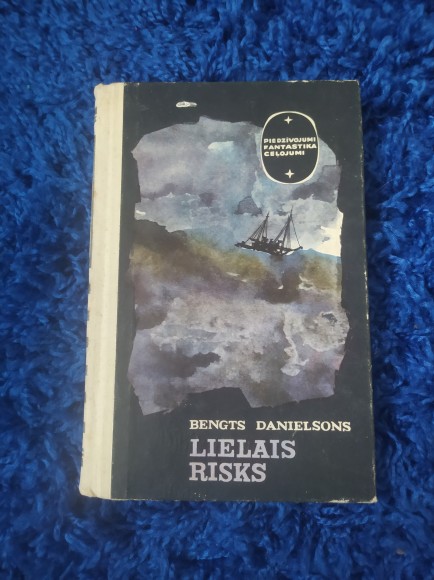 PIEDZĪVOJUMI
FANTASTIKA
CEĻOJUMI
BENGTS DANIELSONS
LIELAIS
RISKS